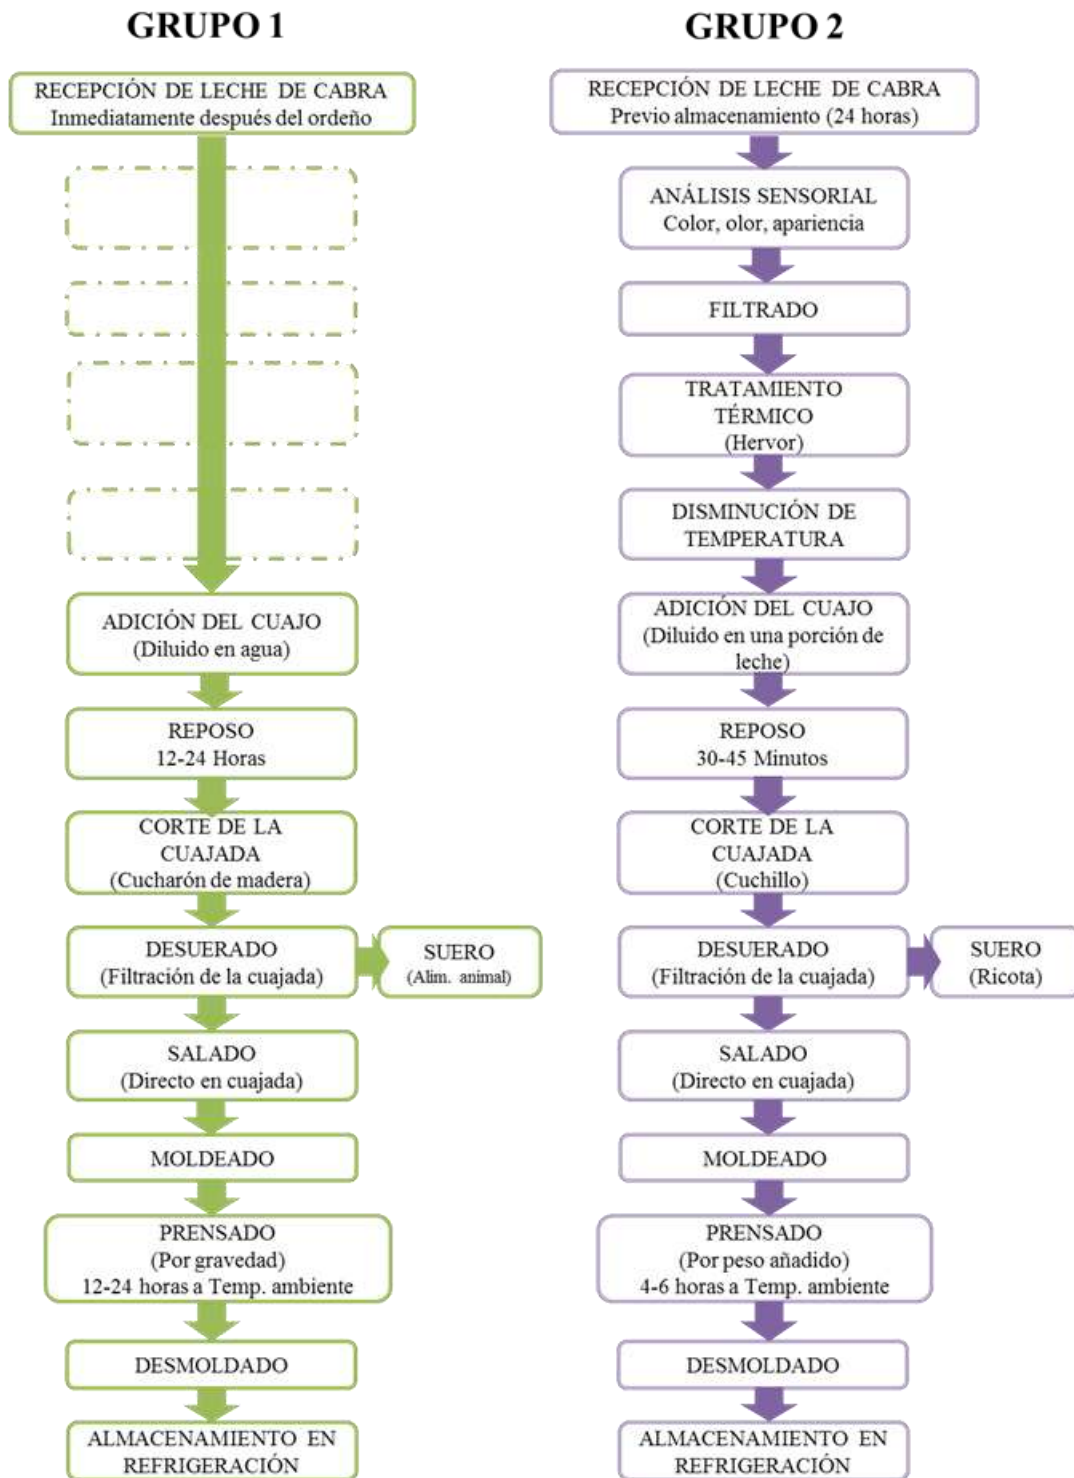 GRUPO 1
RECEPCIÓN DE LECHE DE CABRA
Inmediatamente después del ordeño
ADICIÓN DEL CUAJO
(Diluido en agua)
REPOSO
12-24 Horas
CORTE DE LA
CUAJADA
(Cucharón de madera)
DESUERADO
(Filtración de la cuajada)
SUERO
(Alim. animal)
SALADO
(Directo en cuajada)
MOLDEADO
PRENSADO
(Por gravedad)
12-24 horas a Temp. ambiente
DESMOLDADO
ALMACENAMIENTO EN
REFRIGERACIÓN
GRUPO 2
RECEPCIÓN DE LECHE DE CABRA
Previo almacenamiento (24 horas)
ANÁLISIS SENSORIAL
Color, olor, apariencia
FILTRADO
TRATAMIENTO
TÉRMICO
(Hervor)
DISMINUCIÓN DE
TEMPERATURA
ADICIÓN DEL CUAJO
(Diluido en una porción de
leche)
REPOSO
30-45 Minutos
CORTE DE LA
CUAJADA
(Cuchillo)
DESUERADO
(Filtración de la cuajada)
SUERO
(Ricota)
SALADO
(Directo en cuajada)
MOLDEADO
PRENSADO
(Por peso añadido)
4-6 horas a Temp. ambiente
DESMOLDADO
ALMACENAMIENTO EN
REFRIGERACIÓN